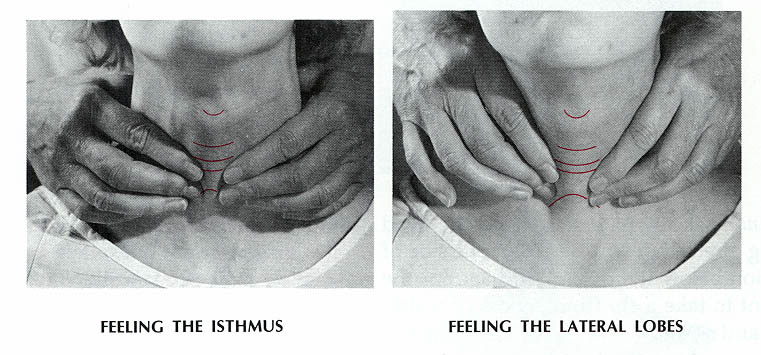 FEELING THE ISTHMUS
FEELING THE LATERAL LOBES